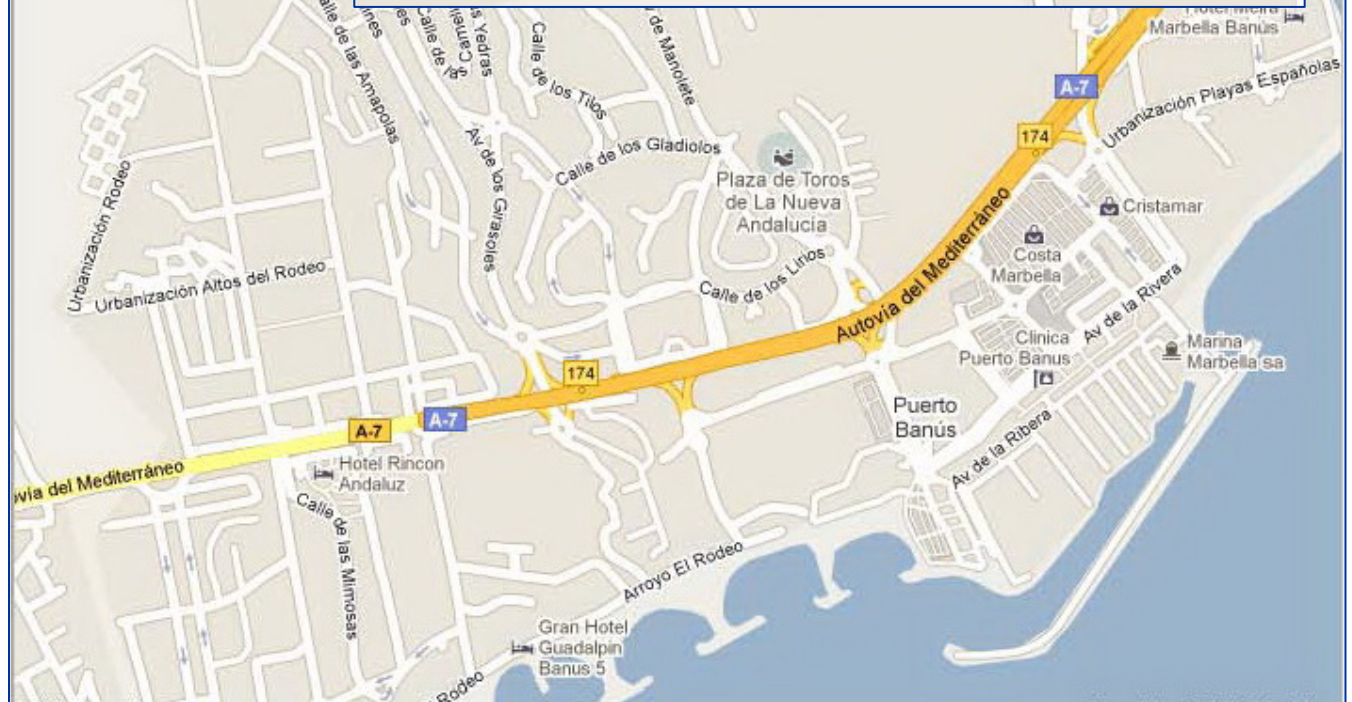 Hotel Meliá
Marbella Banús
A-7
Urbanización Playas Españolas
174
Calle de las Amapolas
Calle de los Tilos
Av de los Girasoles
Calle de los Gladiolos
Plaza de Toros
de La Nueva
Andalucía
Cristamar
Costa
Marbella
Urbanización Rodeo
Urbanización Altos del Rodeo
Calle de los Lirios
Autovía del Mediterráneo
Av de la Rivera
Clinica
Puerto Banus
Marina
Marbella sa
174
Puerto
Banús
Av de la Ribera
A-7
A-7
Hotel Rincon
Andaluz
ovía del Mediterráneo
Calle de las Mimosas
Arroyo El Rodeo
Gran Hotel
Guadalpin
Banus 5
Rodeo